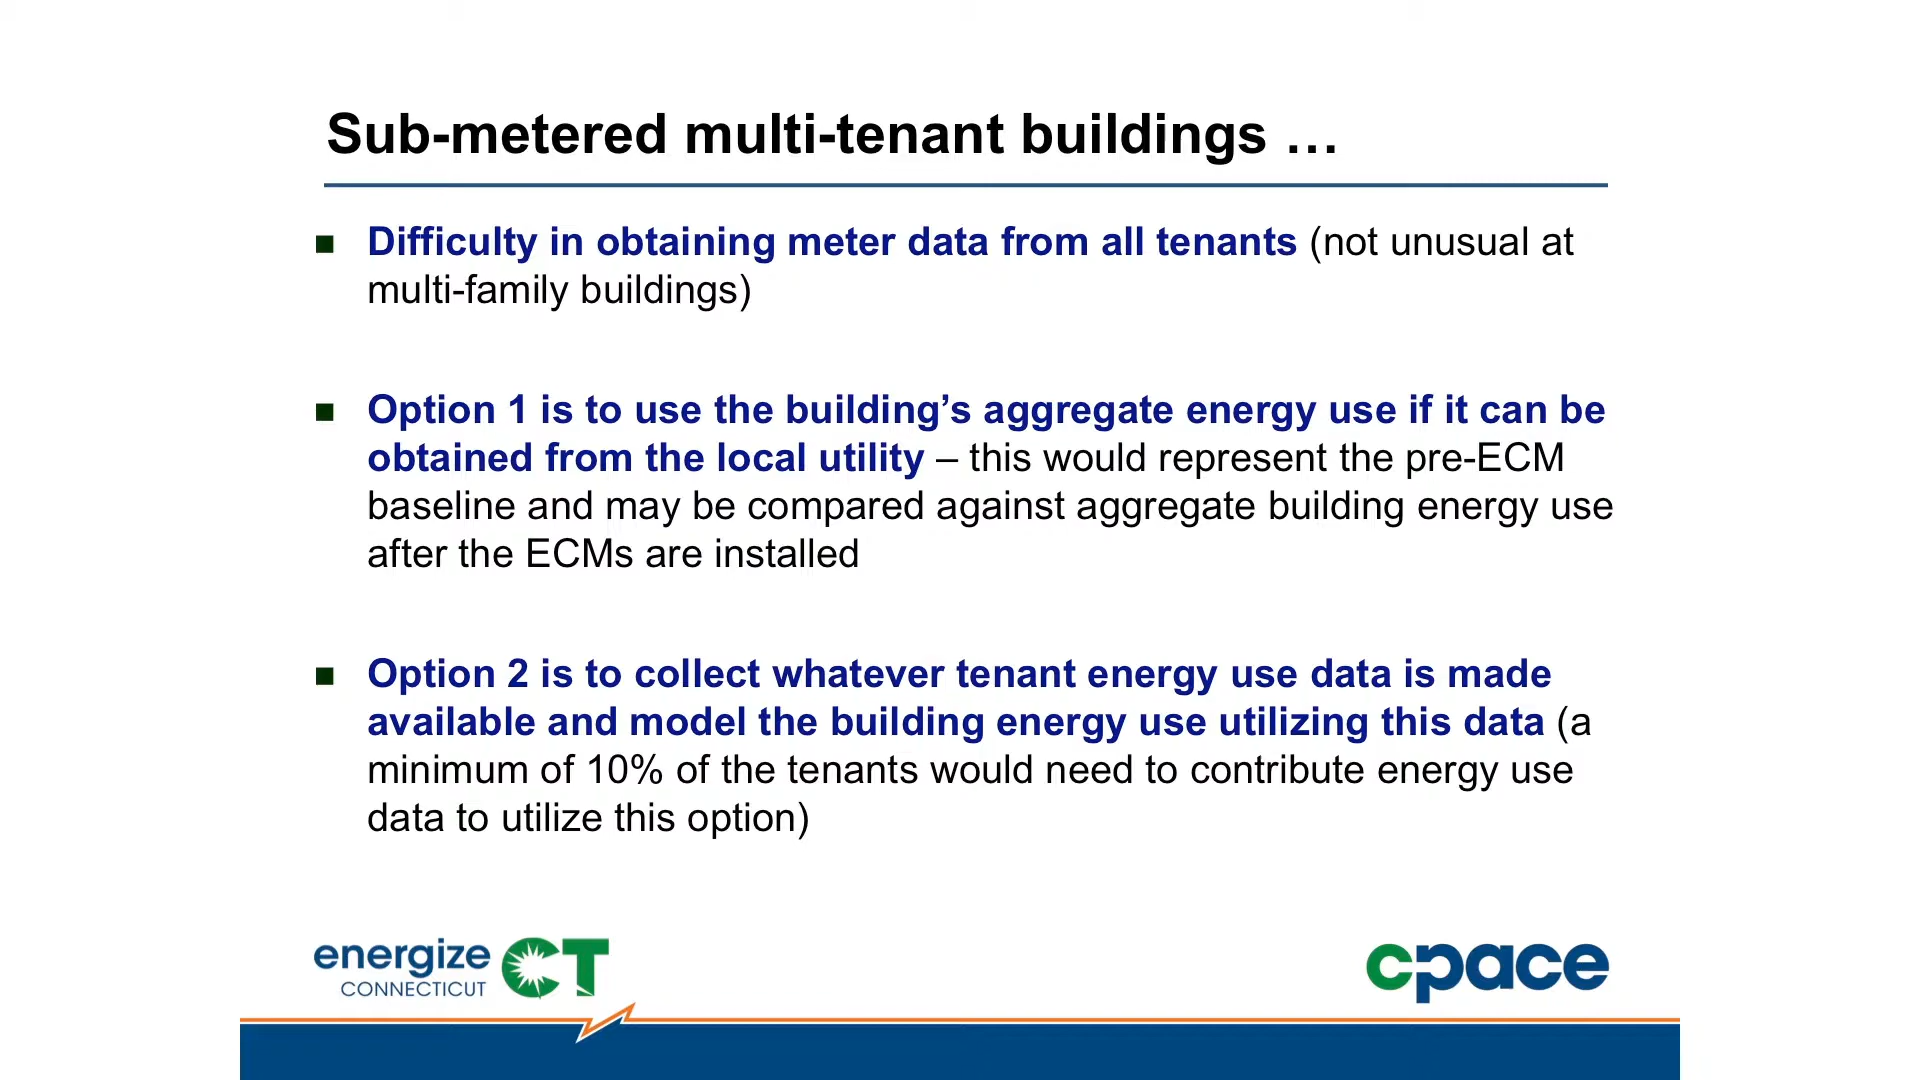 Sub-metered multi-tenant buildings …
■ Difficulty in obtaining meter data from all tenants (not unusual at
multi-family buildings)
■ Option 1 is to use the building’s aggregate energy use if it can be
obtained from the local utility – this would represent the pre-ECM
baseline and may be compared against aggregate building energy use
after the ECMs are installed
■ Option 2 is to collect whatever tenant energy use data is made
available and model the building energy use utilizing this data (a
minimum of 10% of the tenants would need to contribute energy use
data to utilize this option)
energize CT
CONNECTICUT
cpace